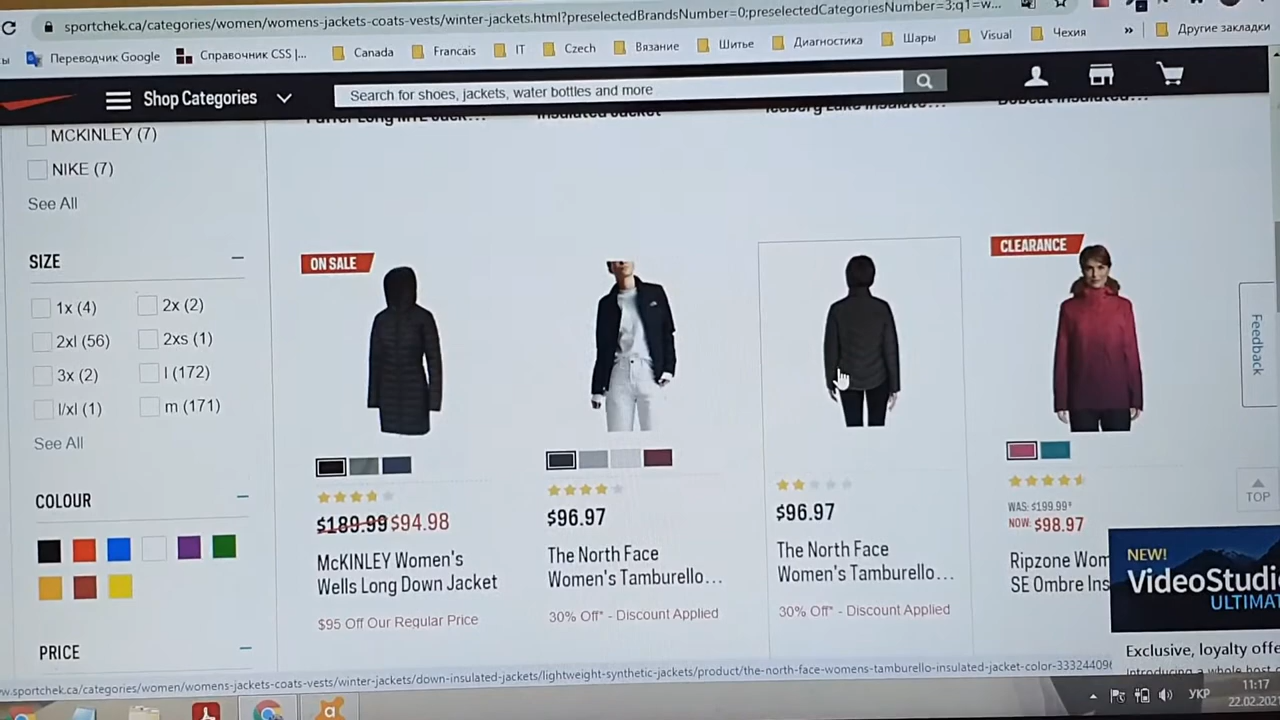 sportchek.ca/categories/women/womens-jackets-coats-vests/winter-jackets.html?preselectedBrandsNumber=0;preselectedCategoriesNumber=3;q1=w...
Переводчик Google
Справочник CSS |...
Canada
Francais
IT
Czech
Вязание
Шитье
Диагностика
Шары
Visual
Чехия
»
Другие закладки
Shop Categories
Search for shoes, jackets, water bottles and more
MCKINLEY (7)
NIKE (7)
See All
SIZE
1x (4)
2x (2)
2xl (56)
2xs (1)
3x (2)
l (172)
l/xl (1)
m (171)
See All
COLOUR
PRICE
Insulated Jacket
ON SALE
$189.99 $94.98
McKINLEY Women's
Wells Long Down Jacket
$95 Off Our Regular Price
$96.97
The North Face
Women's Tamburello...
30% Off* - Discount Applied
$96.97
The North Face
Women's Tamburello...
30% Off* - Discount Applied
CLEARANCE
WAS: $199.99*
NOW: $98.97
Ripzone Wom
SE Ombre Ins
Feedback
TOP
NEW!
VideoStudi
ULTIMAT
Exclusive, loyalty offe
Introducing a whole host
w.sportchek.ca/categories/women/womens-jackets-coats-vests/winter-jackets/down-insulated-jackets/lightweight-synthetic-jackets/product/the-north-face-womens-tamburello-insulated-jacket-color-333244096
УКР
11:17
22.02.202